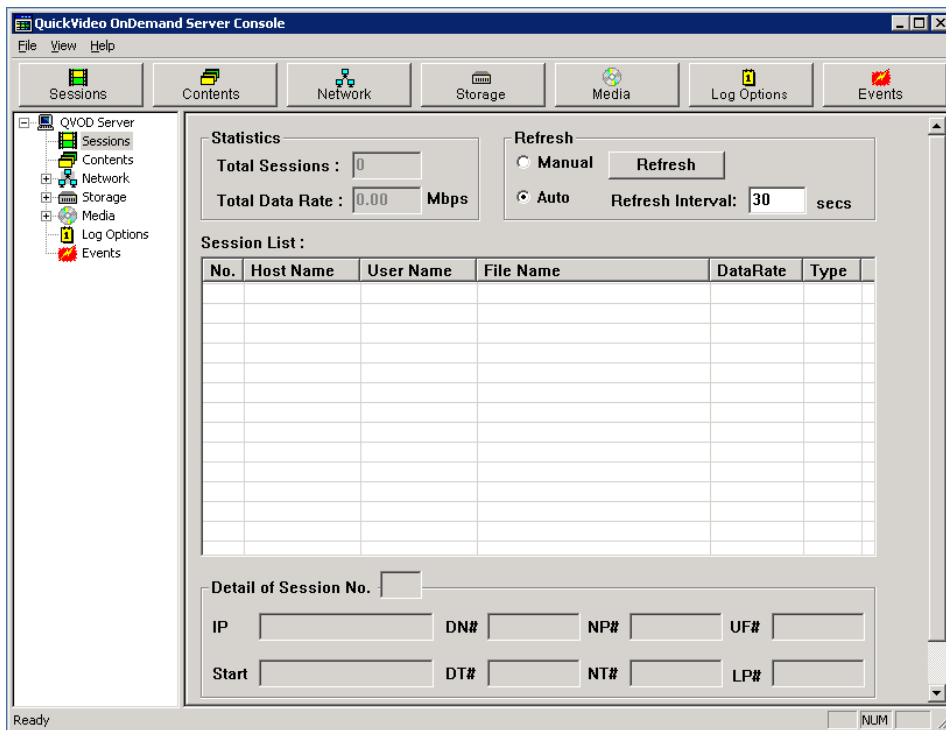 QuickVideo OnDemand Server Console
File View Help
Sessions Contents Network Storage Media Log Options Events
QVOD Server
Sessions
Contents
Network
Storage
Media
Log Options
Events
Statistics
Total Sessions : 0
Total Data Rate : 0.00 Mbps
Refresh
Manual Refresh
Auto Refresh Interval: 30 secs
Session List :
No. Host Name User Name File Name DataRate Type
Detail of Session No.
IP DN# NP# UF#
Start DT# NT# LP#
Ready NUM